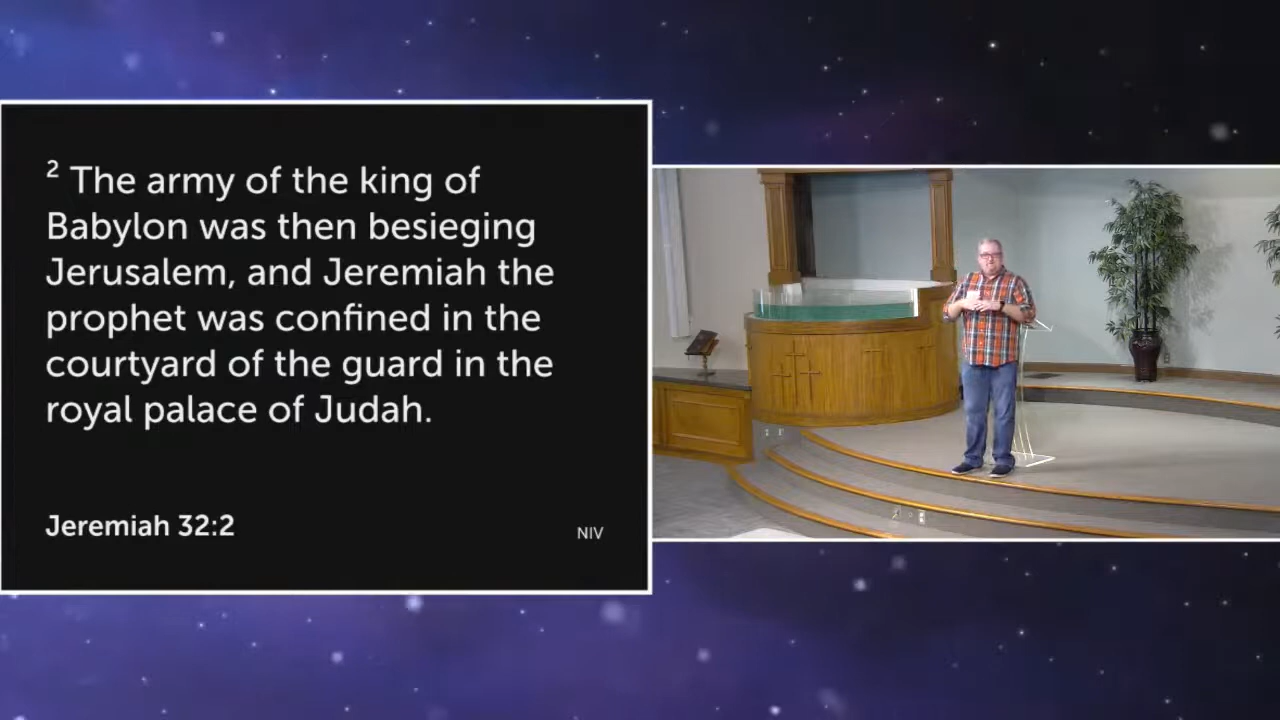 2 The army of the king of
Babylon was then besieging
Jerusalem, and Jeremiah the
prophet was confined in the
courtyard of the guard in the
royal palace of Judah.
Jeremiah 32:2
NIV